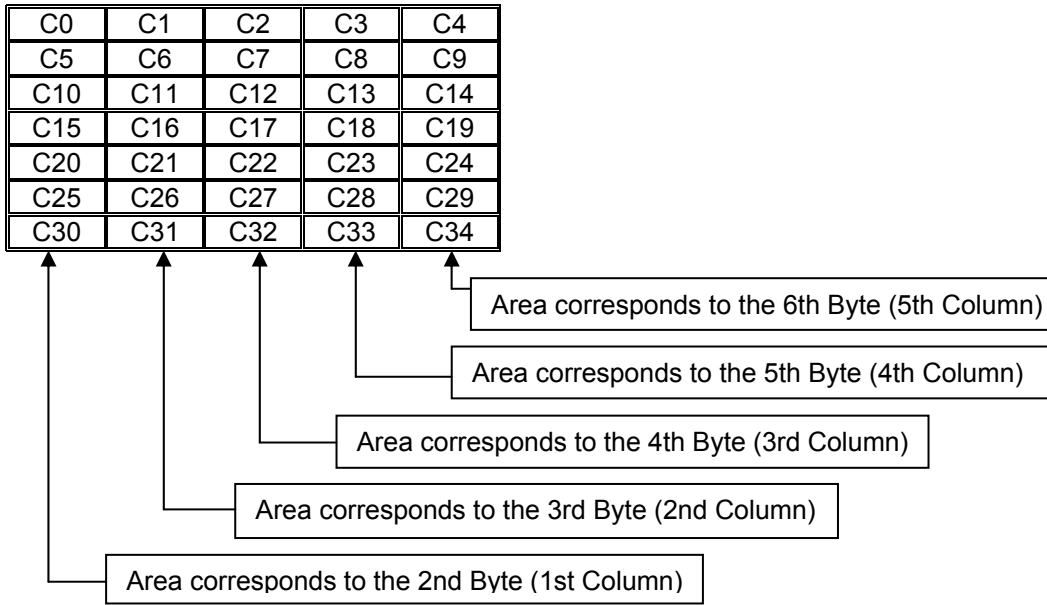 C0 C1 C2 C3 C4
C5 C6 C7 C8 C9
C10 C11 C12 C13 C14
C15 C16 C17 C18 C19
C20 C21 C22 C23 C24
C25 C26 C27 C28 C29
C30 C31 C32 C33 C34
Area corresponds to the 6th Byte (5th Column)
Area corresponds to the 5th Byte (4th Column)
Area corresponds to the 4th Byte (3rd Column)
Area corresponds to the 3rd Byte (2nd Column)
Area corresponds to the 2nd Byte (1st Column)